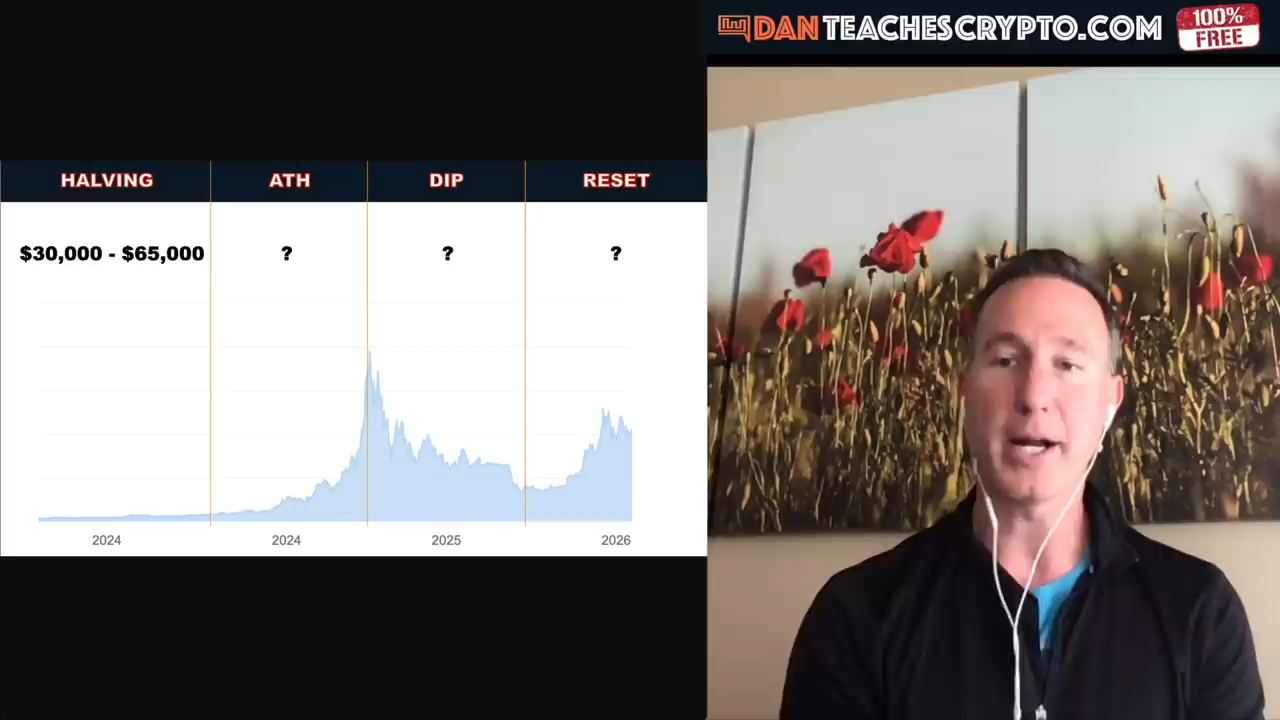 DANTEACHESCRYPTO.COM
100%
FREE
HALVING ATH DIP RESET
$30,000 - $65,000 ? ? ?
2024 2024 2025 2026